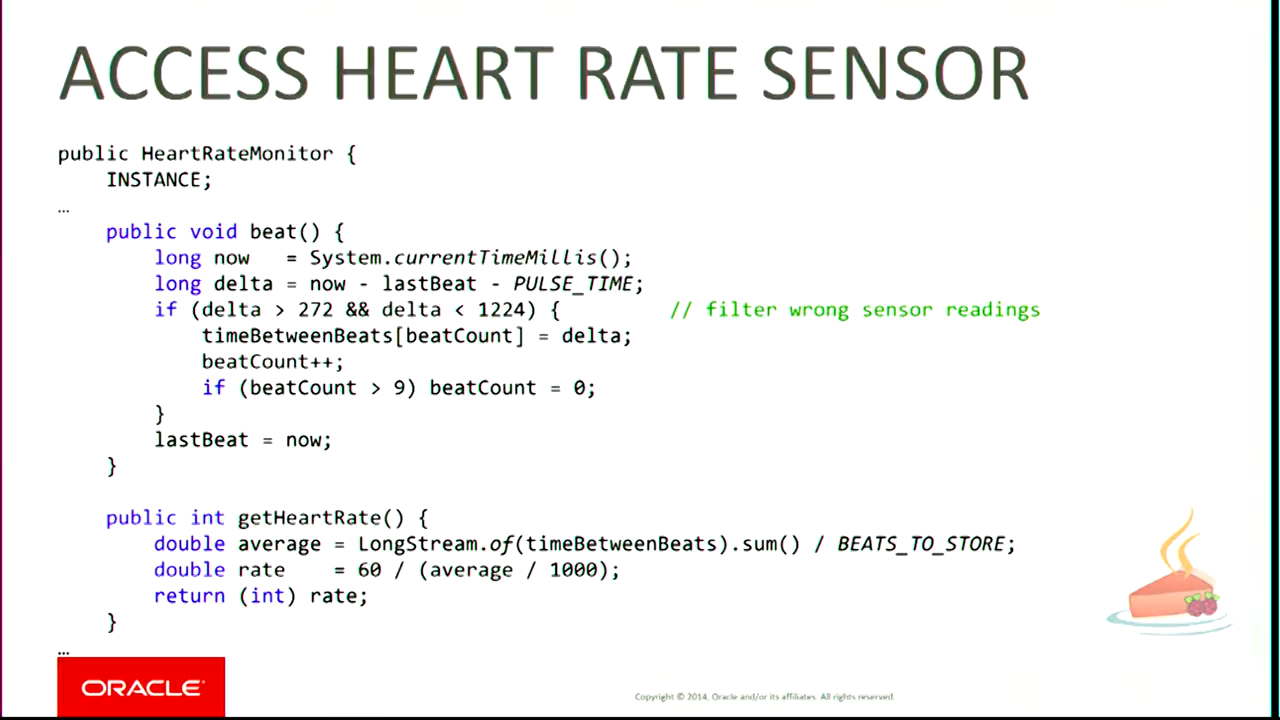 ACCESS HEART RATE SENSOR
public HeartRateMonitor {
    INSTANCE;
…
    public void beat() {
        long now   = System.currentTimeMillis();
        long delta = now - lastBeat - PULSE_TIME;
        if (delta > 272 && delta < 1224) {         // filter wrong sensor readings
            timeBetweenBeats[beatCount] = delta;
            beatCount++;
            if (beatCount > 9) beatCount = 0;
        }
        lastBeat = now;
    }
    public int getHeartRate() {
        double average = LongStream.of(timeBetweenBeats).sum() / BEATS_TO_STORE;
        double rate    = 60 / (average / 1000);
        return (int) rate;
    }
…
ORACLE
Copyright © 2014, Oracle and/or its affiliates. All rights reserved.